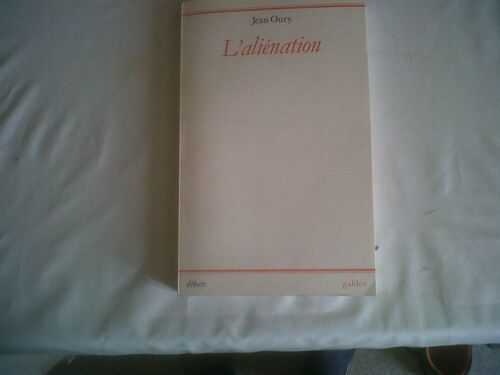 Jean Oury
L'aliénation
débats
galilée